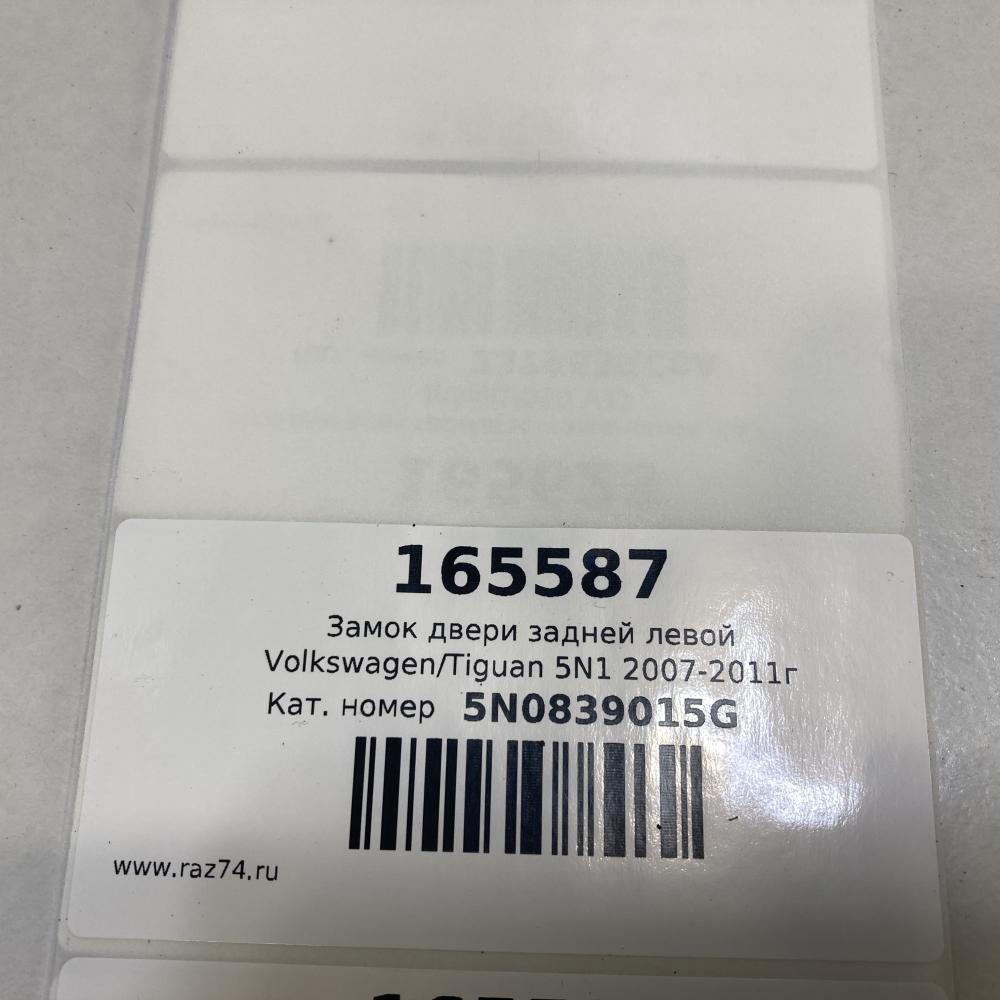 165587
Замок двери задней левой
Volkswagen/Tiguan 5N1 2007-2011г
Кат. номер 5N0839015G
www.raz74.ru